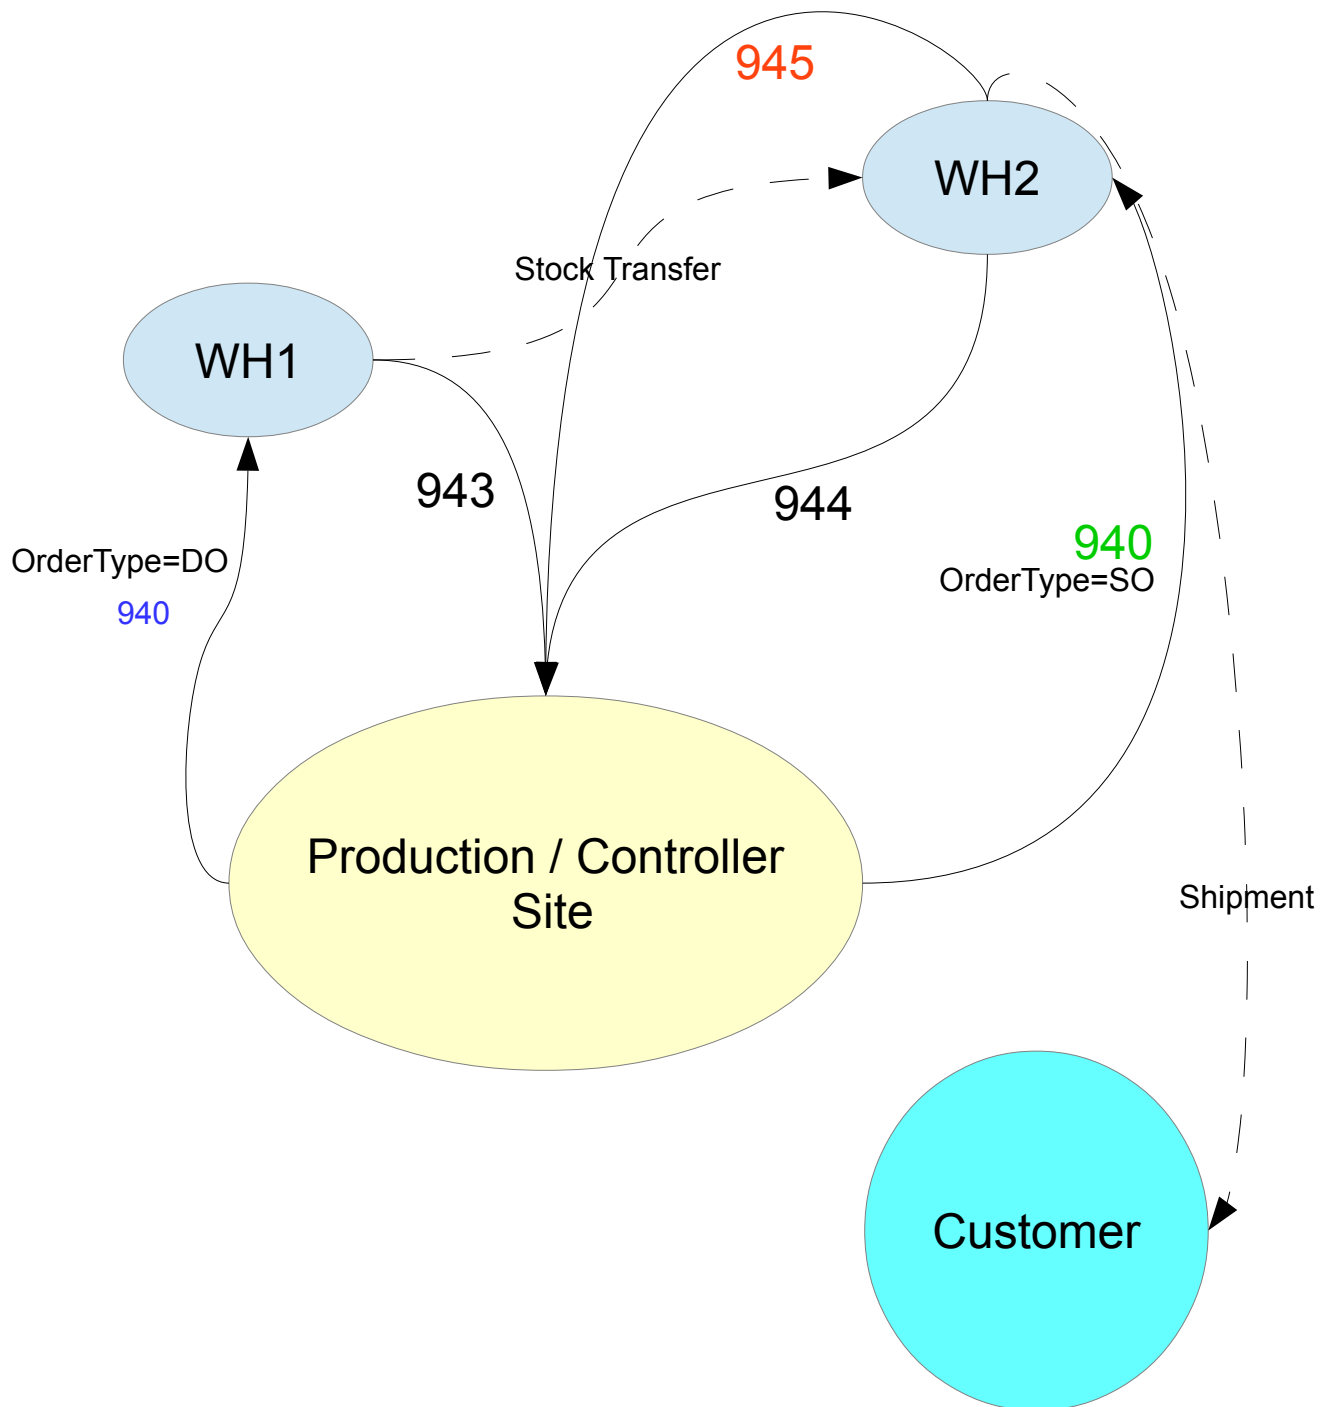 945
WH2
Stock Transfer
WH1
943
944
940
OrderType=SO
OrderType=DO
940
Production / Controller
Site
Shipment
Customer